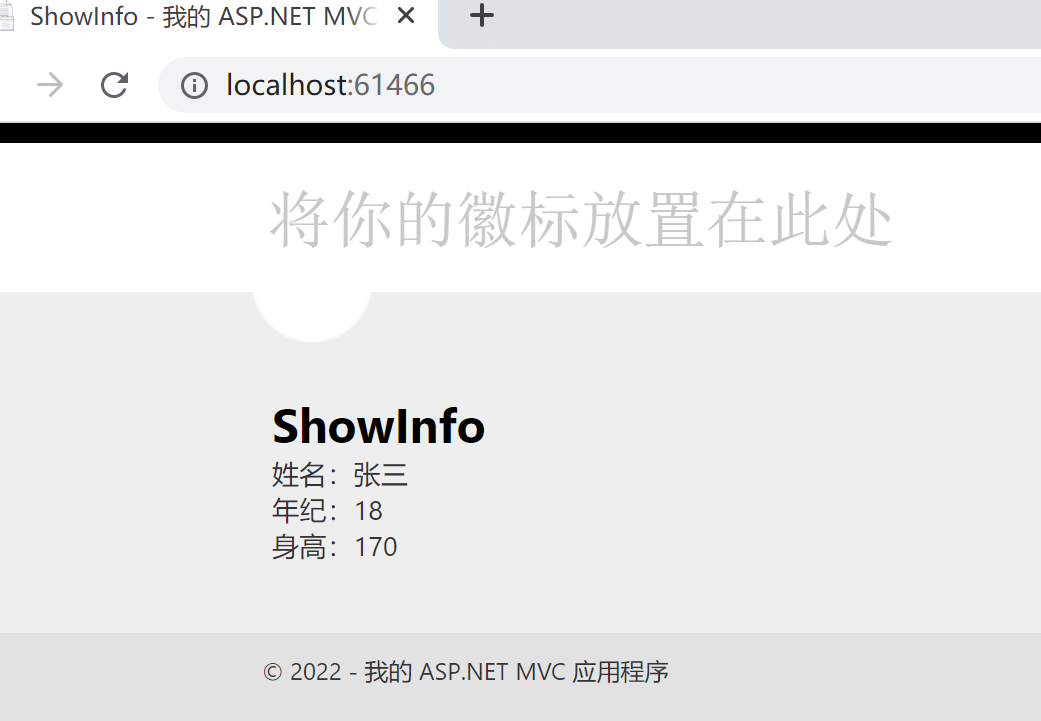 ShowInfo - 我的 ASP.NET MVC
localhost:61466
将你的徽标放置在此处
ShowInfo
姓名：张三
年纪：18
身高：170
© 2022 - 我的 ASP.NET MVC 应用程序